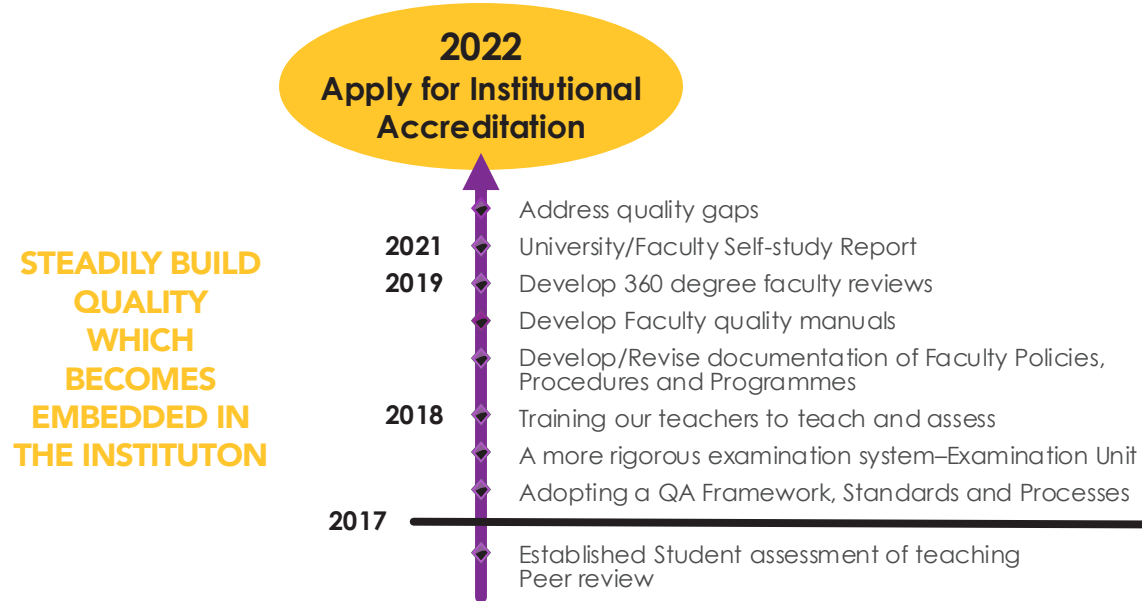 2022
Apply for Institutional
Accreditation
STEADILY BUILD
QUALITY
WHICH
BECOMES
EMBEDDED IN
THE INSTITUTON
Address quality gaps
2021 University/Faculty Self-study Report
2019 Develop 360 degree faculty reviews
Develop Faculty quality manuals
Develop/Revise documentation of Faculty Policies,
Procedures and Programmes
2018 Training our teachers to teach and assess
A more rigorous examination system–Examination Unit
Adopting a QA Framework, Standards and Processes
2017
Established Student assessment of teaching
Peer review